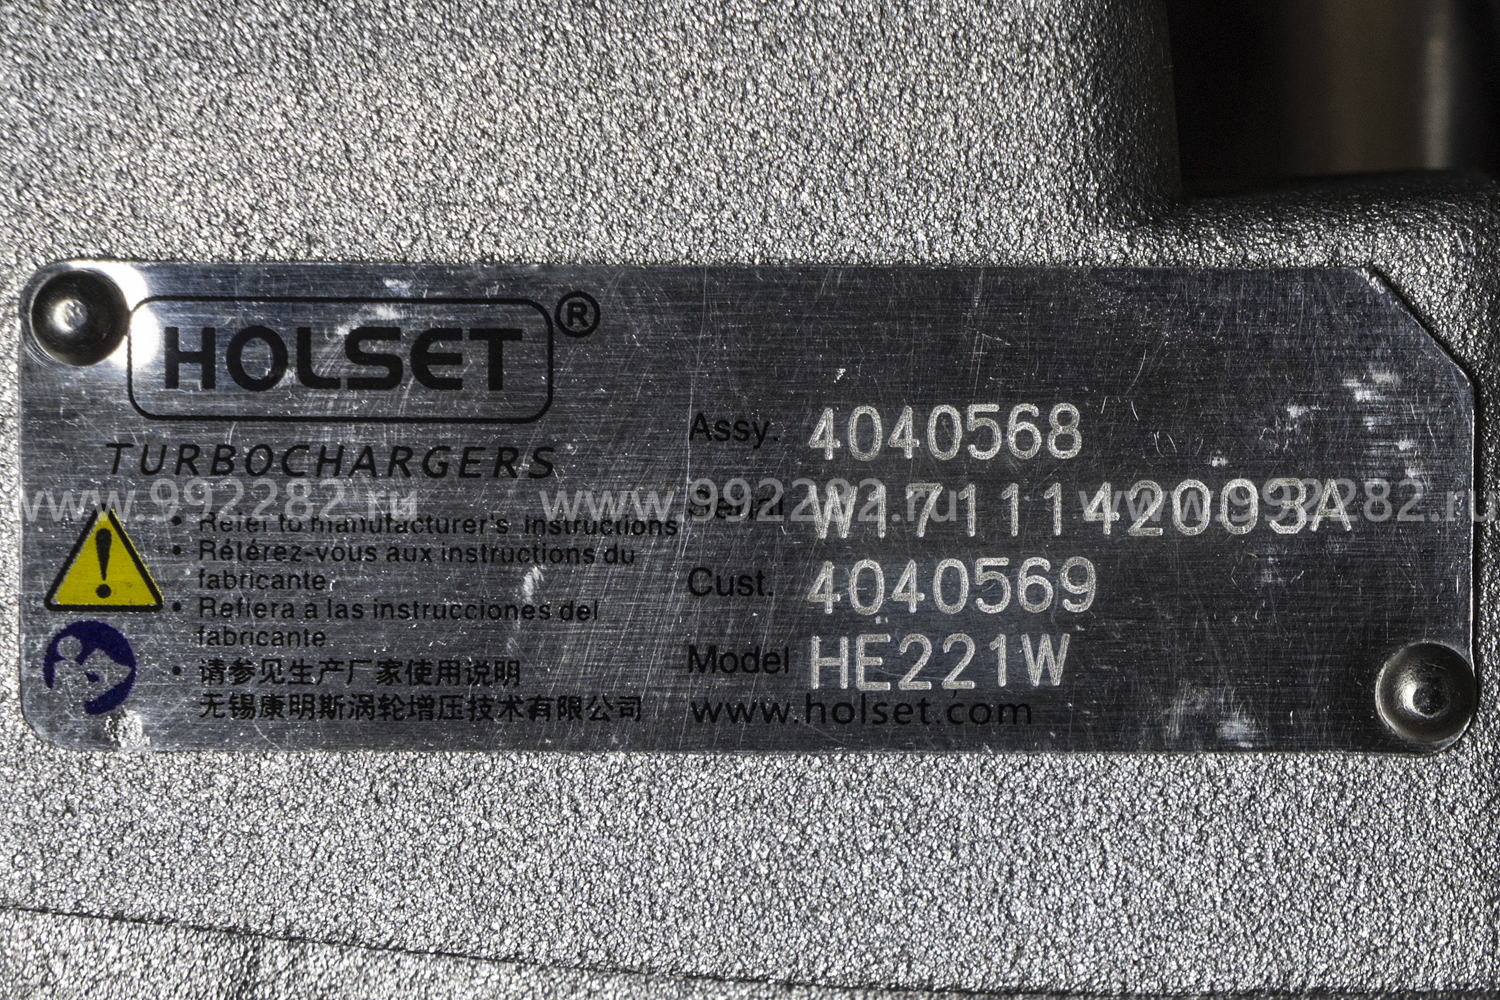 HOLSET ®
TURBOCHARGERS
• Refer to manufacturer's instructions
• Rétérez-vous aux instructions du
fabricante
• Refiera a las instrucciones del
fabricante
• 请参见生产厂家使用说明
无锡康明斯涡轮增压技术有限公司
Assy. 4040568
Serial W1711142003A
Cust. 4040569
Model HE221W
www.holset.com
www.992282.ru www.992282.ru www.992282.ru